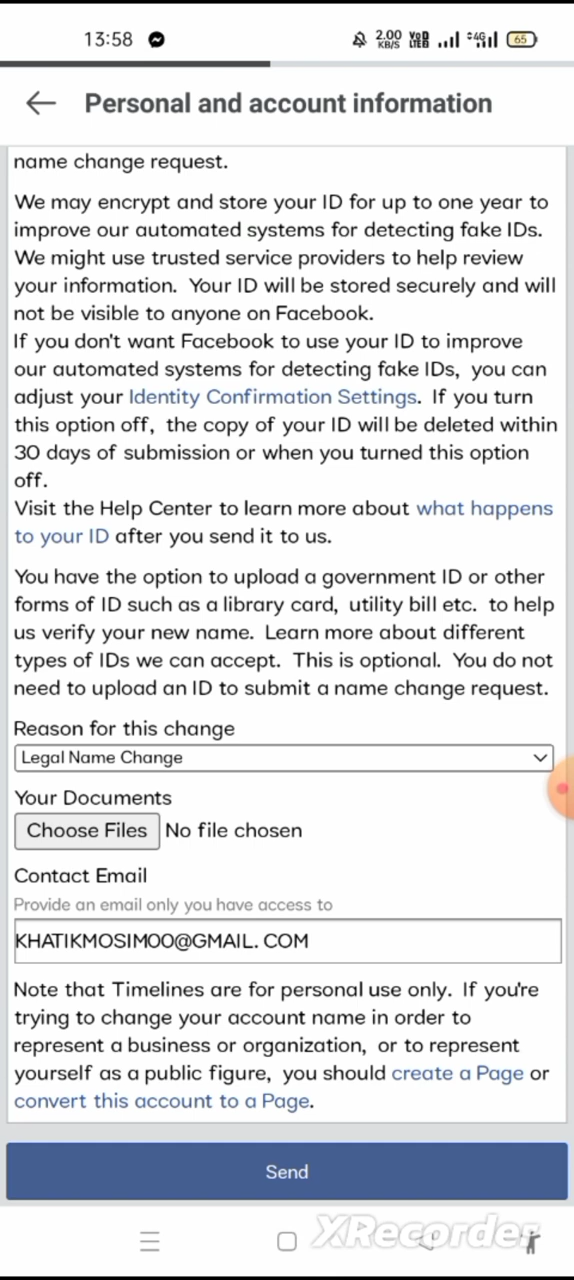 13:58
2.00 KB/S
VoD LTEB
4G
65
Personal and account information
name change request.
We may encrypt and store your ID for up to one year to
improve our automated systems for detecting fake IDs.
We might use trusted service providers to help review
your information. Your ID will be stored securely and will
not be visible to anyone on Facebook.
If you don't want Facebook to use your ID to improve
our automated systems for detecting fake IDs, you can
adjust your Identity Confirmation Settings. If you turn
this option off, the copy of your ID will be deleted within
30 days of submission or when you turned this option
off.
Visit the Help Center to learn more about what happens
to your ID after you send it to us.
You have the option to upload a government ID or other
forms of ID such as a library card, utility bill etc. to help
us verify your new name. Learn more about different
types of IDs we can accept. This is optional. You do not
need to upload an ID to submit a name change request.
Reason for this change
Legal Name Change
Your Documents
Choose Files No file chosen
Contact Email
Provide an email only you have access to
KHATIKMOSIMOO@GMAIL. COM
Note that Timelines are for personal use only. If you're
trying to change your account name in order to
represent a business or organization, or to represent
yourself as a public figure, you should create a Page or
convert this account to a Page.
Send
XRecorder